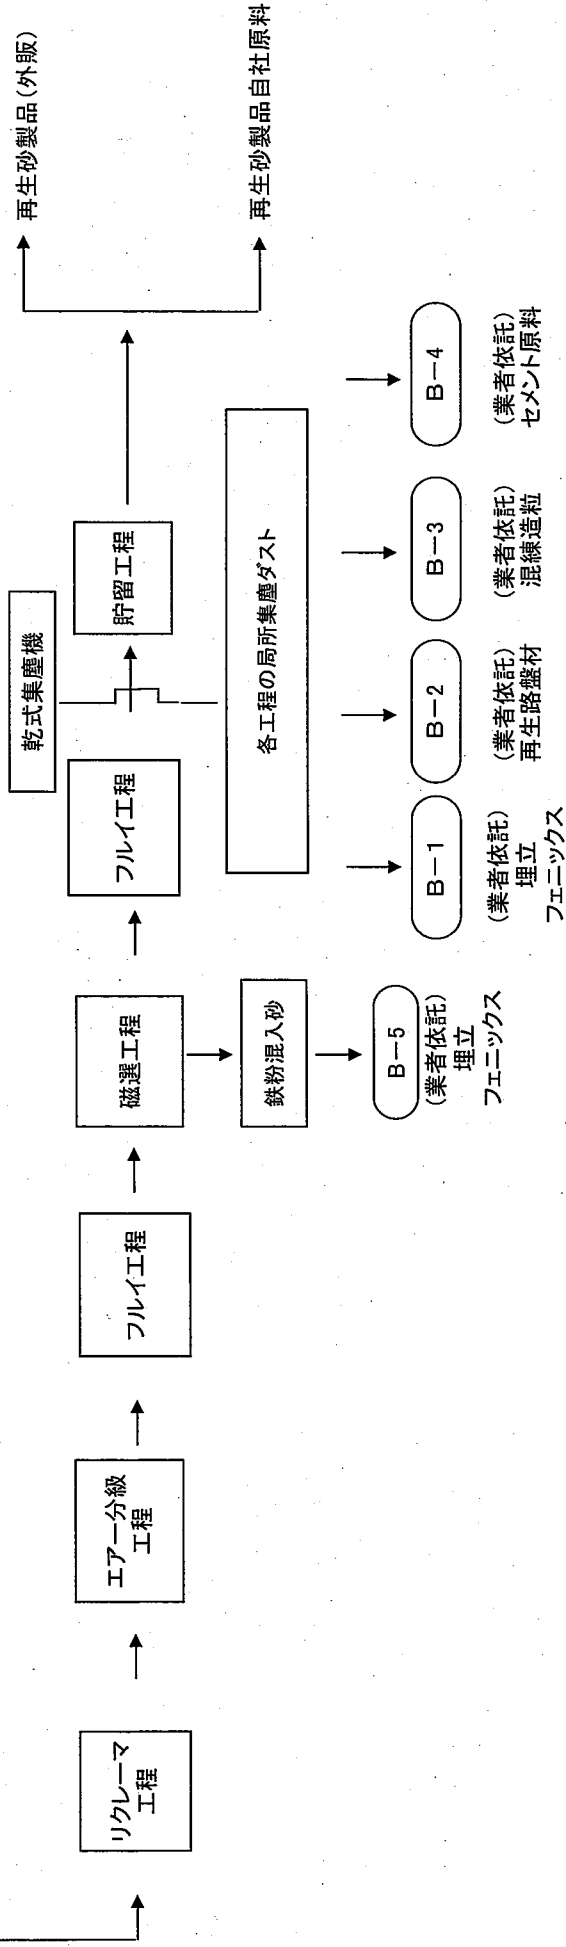 リクレーマ
工程
エアー分級
工程
フルイ工程
磁選工程
鉄粉混入砂
B－5
(業者依託)
埋立
フェニックス
フルイ工程
乾式集塵機
貯留工程
再生砂製品(外販)
再生砂製品自社原料
各工程の局所集塵ダスト
B－1
(業者依託)
埋立
フェニックス
B－2
(業者依託)
再生路盤材
B－3
(業者依託)
混練造粒
B－4
(業者依託)
セメント原料